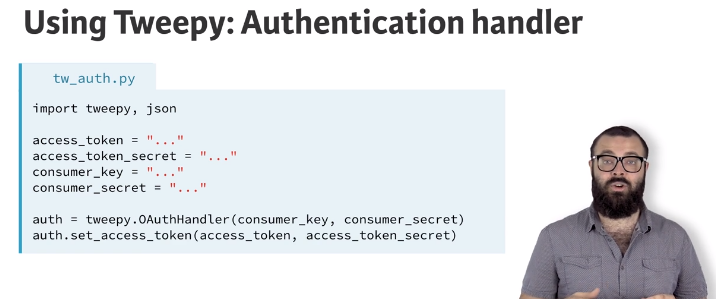 Using Tweepy: Authentication handler
tw_auth.py
import tweepy, json
access_token = "..."
access_token_secret = "..."
consumer_key = "..."
consumer_secret = "..."
auth = tweepy.OAuthHandler(consumer_key, consumer_secret)
auth.set_access_token(access_token, access_token_secret)